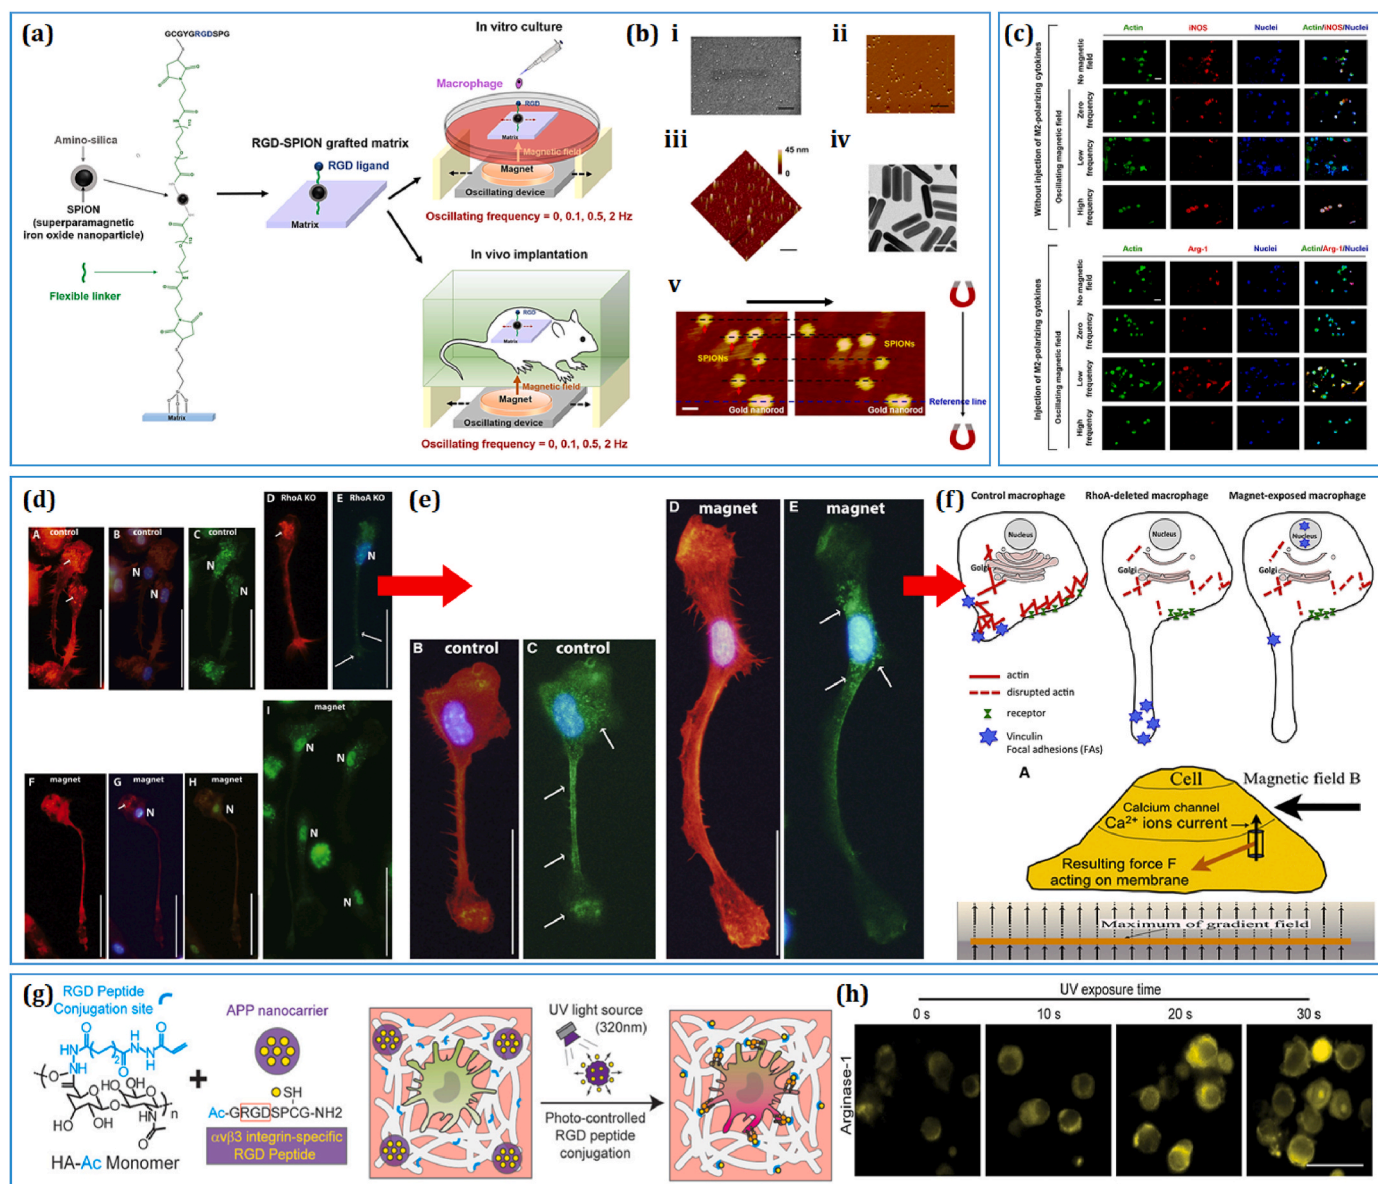 (a)
GCGYGRGDSPG
Amino-silica
SPION
(superparamagnetic
iron oxide nanoparticle)
Flexible linker
Matrix
RGD-SPION grafted matrix
RGD ligand
Matrix
In vitro culture
Macrophage
RGD
Matrix
Magnetic field
Magnet
Oscillating device
Oscillating frequency = 0, 0.1, 0.5, 2 Hz
In vivo implantation
RGD
Matrix
Magnetic field
Magnet
Oscillating device
Oscillating frequency = 0, 0.1, 0.5, 2 Hz
(b)
i
ii
iii
45 nm
0
iv
v
SPIONs
SPIONs
Gold nanorod
Gold nanorod
Reference line
(c)
Actin
iNOS
Nuclei
Actin/iNOS/Nuclei
Without injection of M2-polarizing cytokines
Oscillating magnetic field
No magnetic
field
Zero
frequency
Low
frequency
High
frequency
Actin
Arg-1
Nuclei
Actin/Arg-1/Nuclei
Injection of M2-polarizing cytokines
Oscillating magnetic field
No magnetic
field
Zero
frequency
Low
frequency
High
frequency
(d)
A
control
B
control
N
N
C
control
N
N
D
RhoA KO
E
RhoA KO
N
F
magnet
G
magnet
N
H
magnet
N
I
magnet
N
N
N
N
(e)
B
control
C
control
D
magnet
E
magnet
(f)
Control macrophage
RhoA-deleted macrophage
Magnet-exposed macrophage
Nucleus
Golgi
Nucleus
Golgi
Nucleus
Golgi
actin
disrupted actin
receptor
Vinculin
Focal adhesions (FAs)
A
Cell
Magnetic field B
Calcium channel
Ca2+ ions current
Resulting force F
acting on membrane
Maximum of gradient field
(g)
RGD Peptide
Conjugation site
O
O
NH
NH
2
O
H
N
N
H
O
HO
OH
n
HA-Ac Monomer
+
APP nanocarrier
SH
Ac-GRGDSPCG-NH2
αvβ3 integrin-specific
RGD Peptide
UV light source
(320nm)
Photo-controlled
RGD peptide
conjugation
(h)
UV exposure time
0 s
10 s
20 s
30 s
Arginase-1